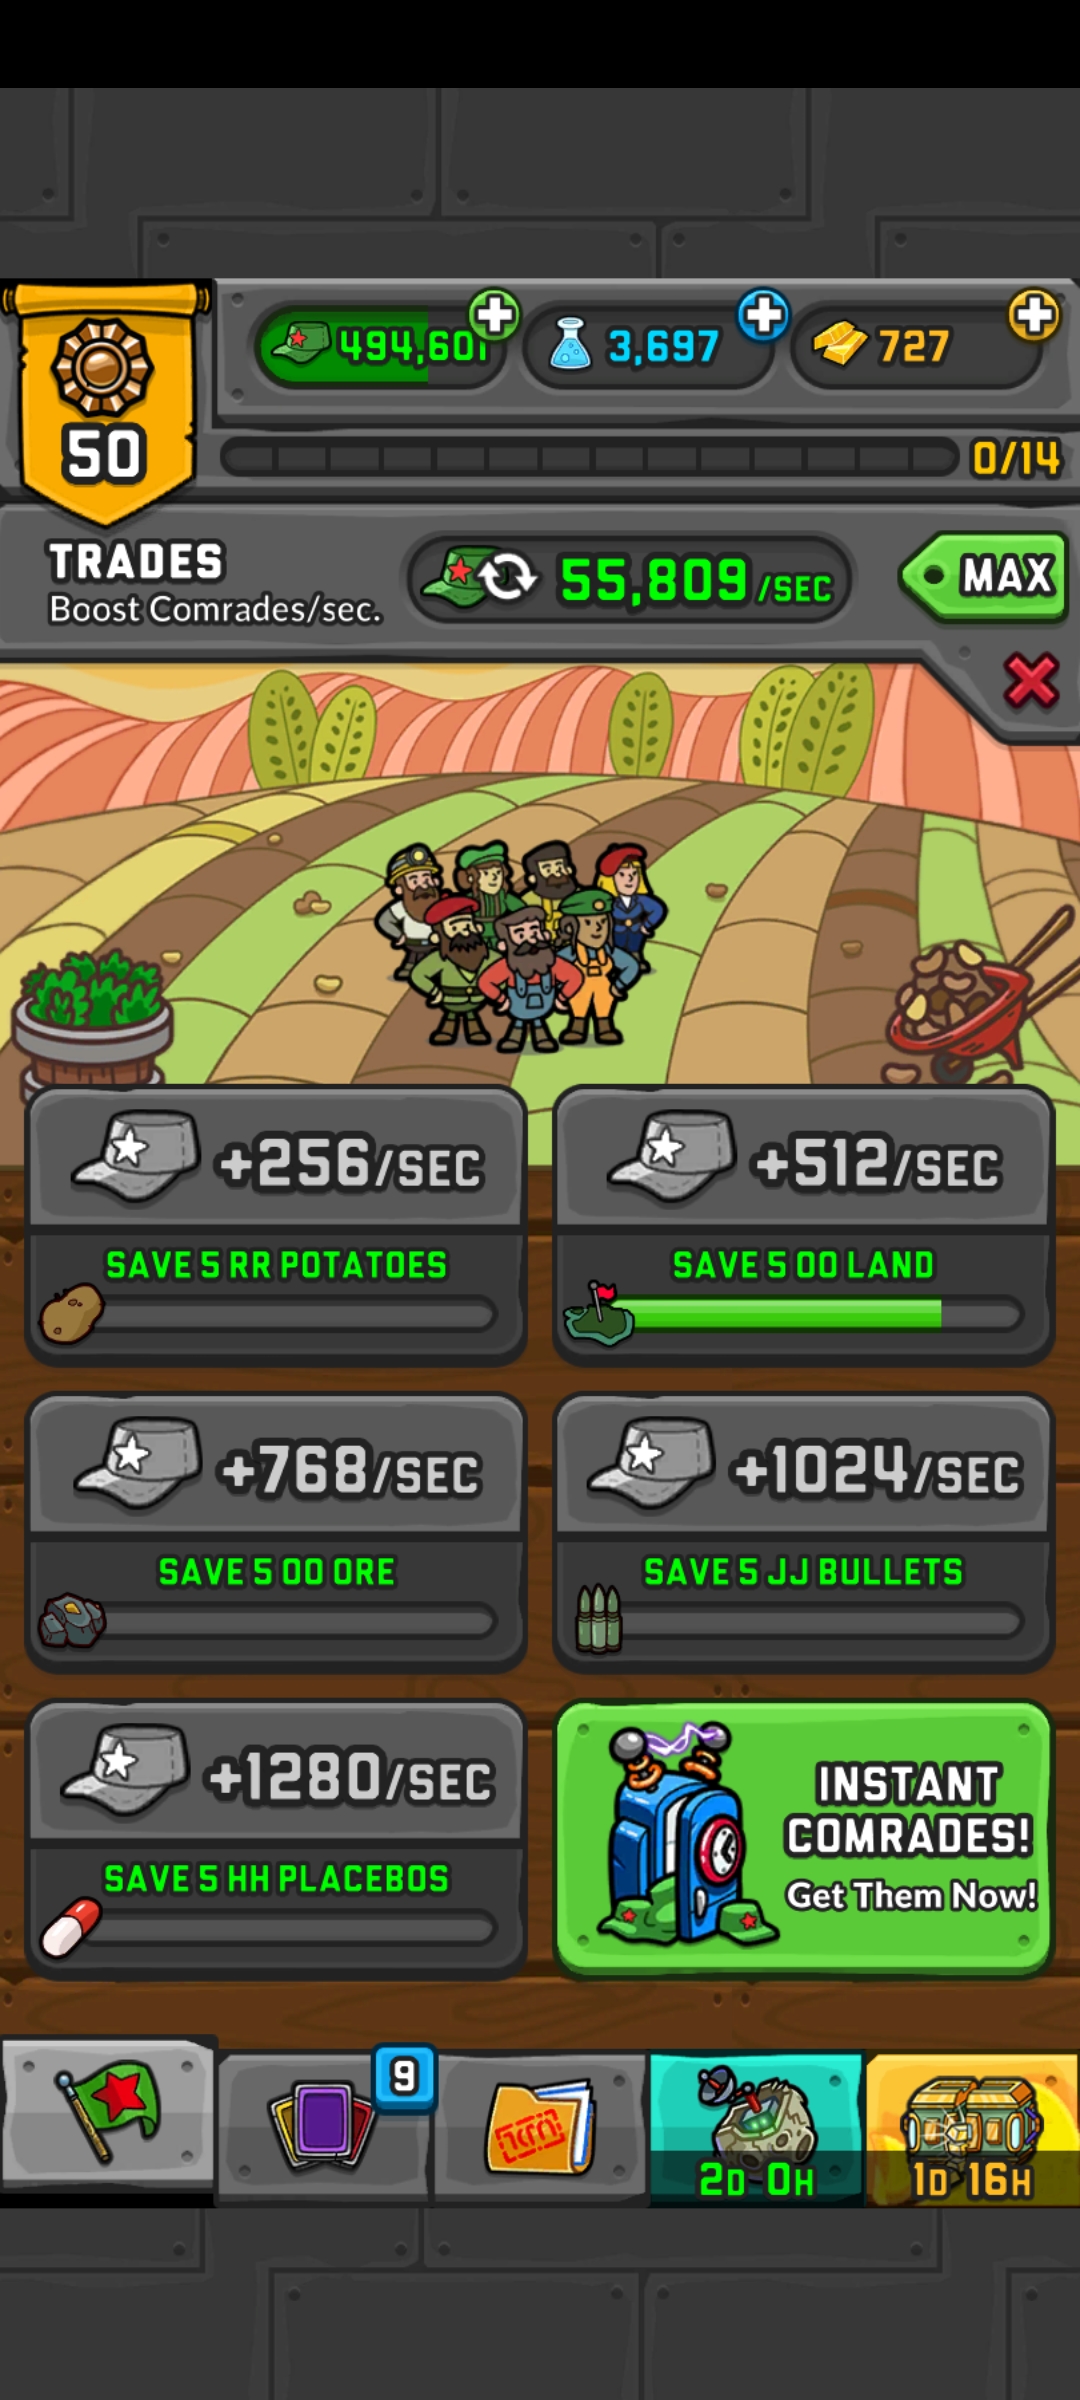 494,601
3,697
727
50
0/14
TRADES
Boost Comrades/sec.
55,809/SEC
MAX
+256/SEC
+512/SEC
SAVE 5 RR POTATOES
SAVE 5 OO LAND
+768/SEC
+1024/SEC
SAVE 5 OO ORE
SAVE 5 JJ BULLETS
+1280/SEC
INSTANT
COMRADES!
Get Them Now!
SAVE 5 HH PLACEBOS
9
2D 0H
1D 16H